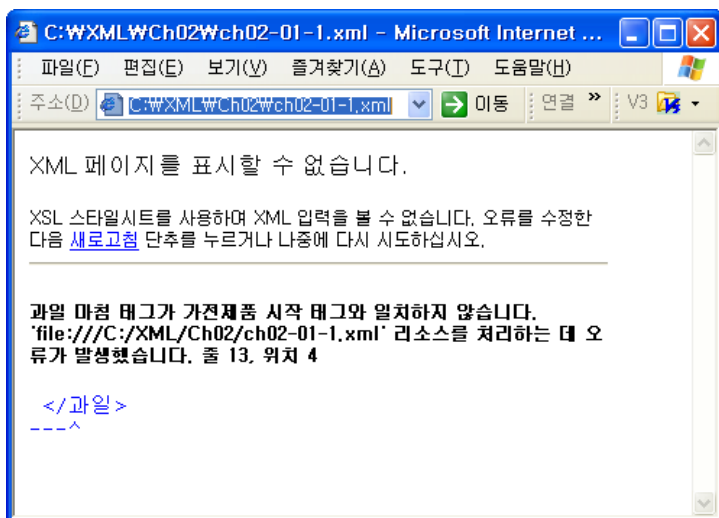 C:₩XML₩Ch02₩ch02-01-1.xml - Microsoft Internet ...
파일(F) 편집(E) 보기(V) 즐겨찾기(A) 도구(T) 도움말(H)
주소(D) C:₩XML₩Ch02₩ch02-01-1.xml 이동 연결 » V3
XML 페이지를 표시할 수 없습니다.
XSL 스타일시트를 사용하여 XML 입력을 볼 수 없습니다. 오류를 수정한
다음 새로고침 단추를 누르거나 나중에 다시 시도하십시오.
과일 마침 태그가 가전제품 시작 태그와 일치하지 않습니다.
'file:///C:/XML/Ch02/ch02-01-1.xml' 리소스를 처리하는 데 오
류가 발생했습니다. 줄 13, 위치 4
</과일>
---^